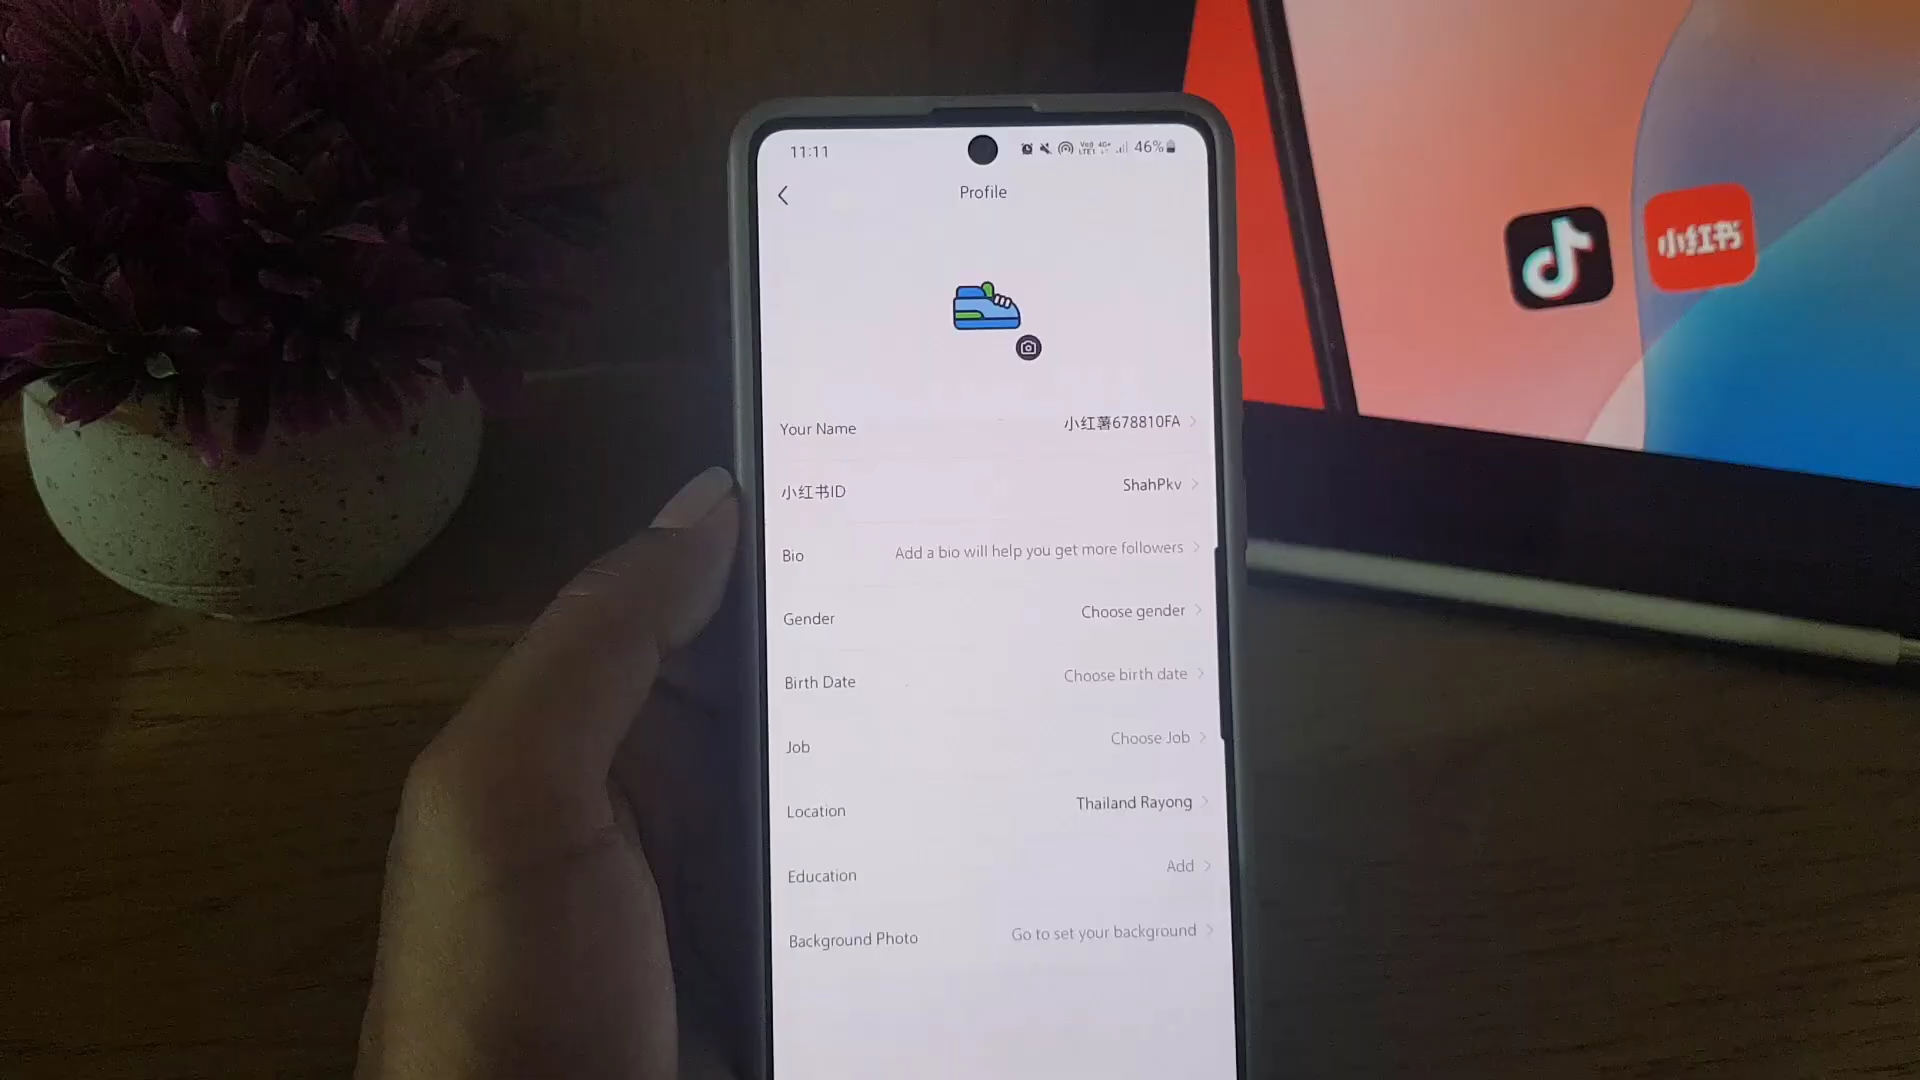 11:11
46%
Profile
Your Name
小红薯678810FA
小红书ID
ShahPkv
Bio
Add a bio will help you get more followers
Gender
Choose gender
Birth Date
Choose birth date
Job
Choose Job
Location
Thailand Rayong
Education
Add
Background Photo
Go to set your background
小红书